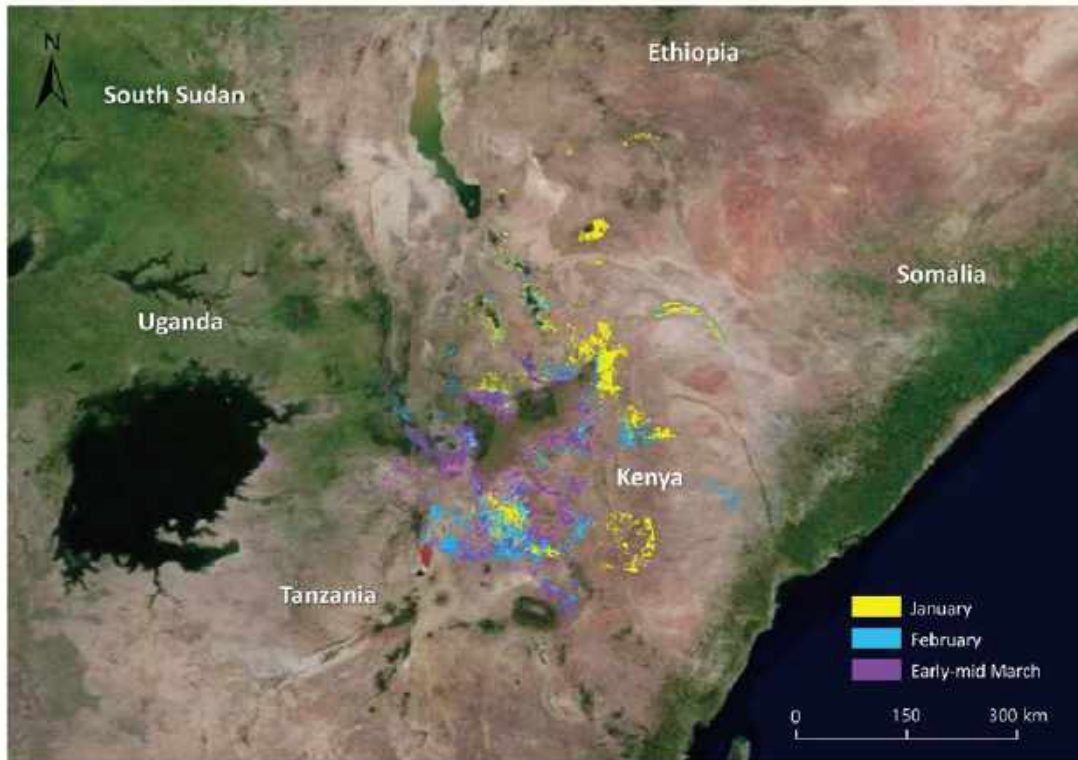 N
Ethiopia
South Sudan
Somalia
Uganda
Kenya
Tanzania
January
February
Early-mid March
0 150 300 km